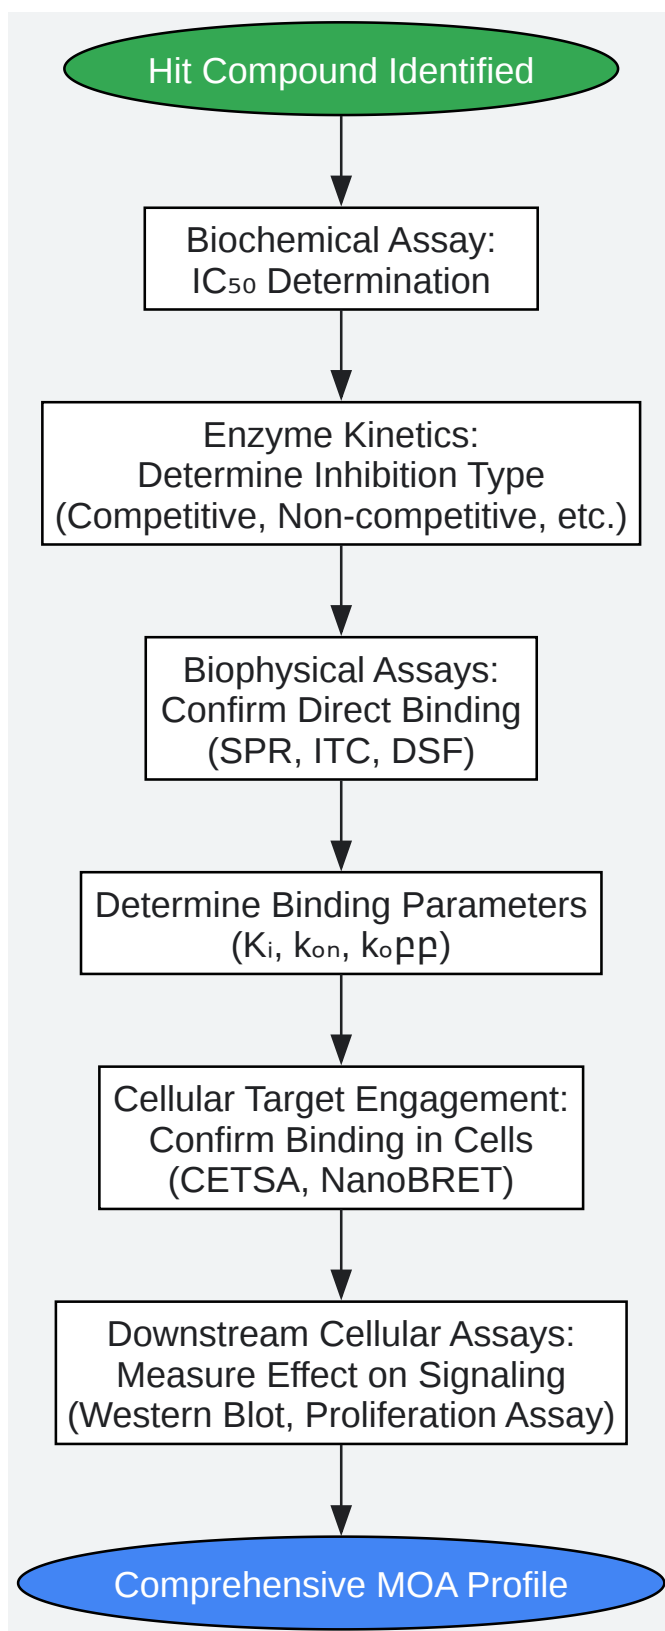 Hit Compound Identified
Biochemical Assay:
IC₅₀ Determination
Enzyme Kinetics:
Determine Inhibition Type
(Competitive, Non-competitive, etc.)
Biophysical Assays:
Confirm Direct Binding
(SPR, ITC, DSF)
Determine Binding Parameters
(Kᵢ, kₒₙ, kₒբբ)
Cellular Target Engagement:
Confirm Binding in Cells
(CETSA, NanoBRET)
Downstream Cellular Assays:
Measure Effect on Signaling
(Western Blot, Proliferation Assay)
Comprehensive MOA Profile